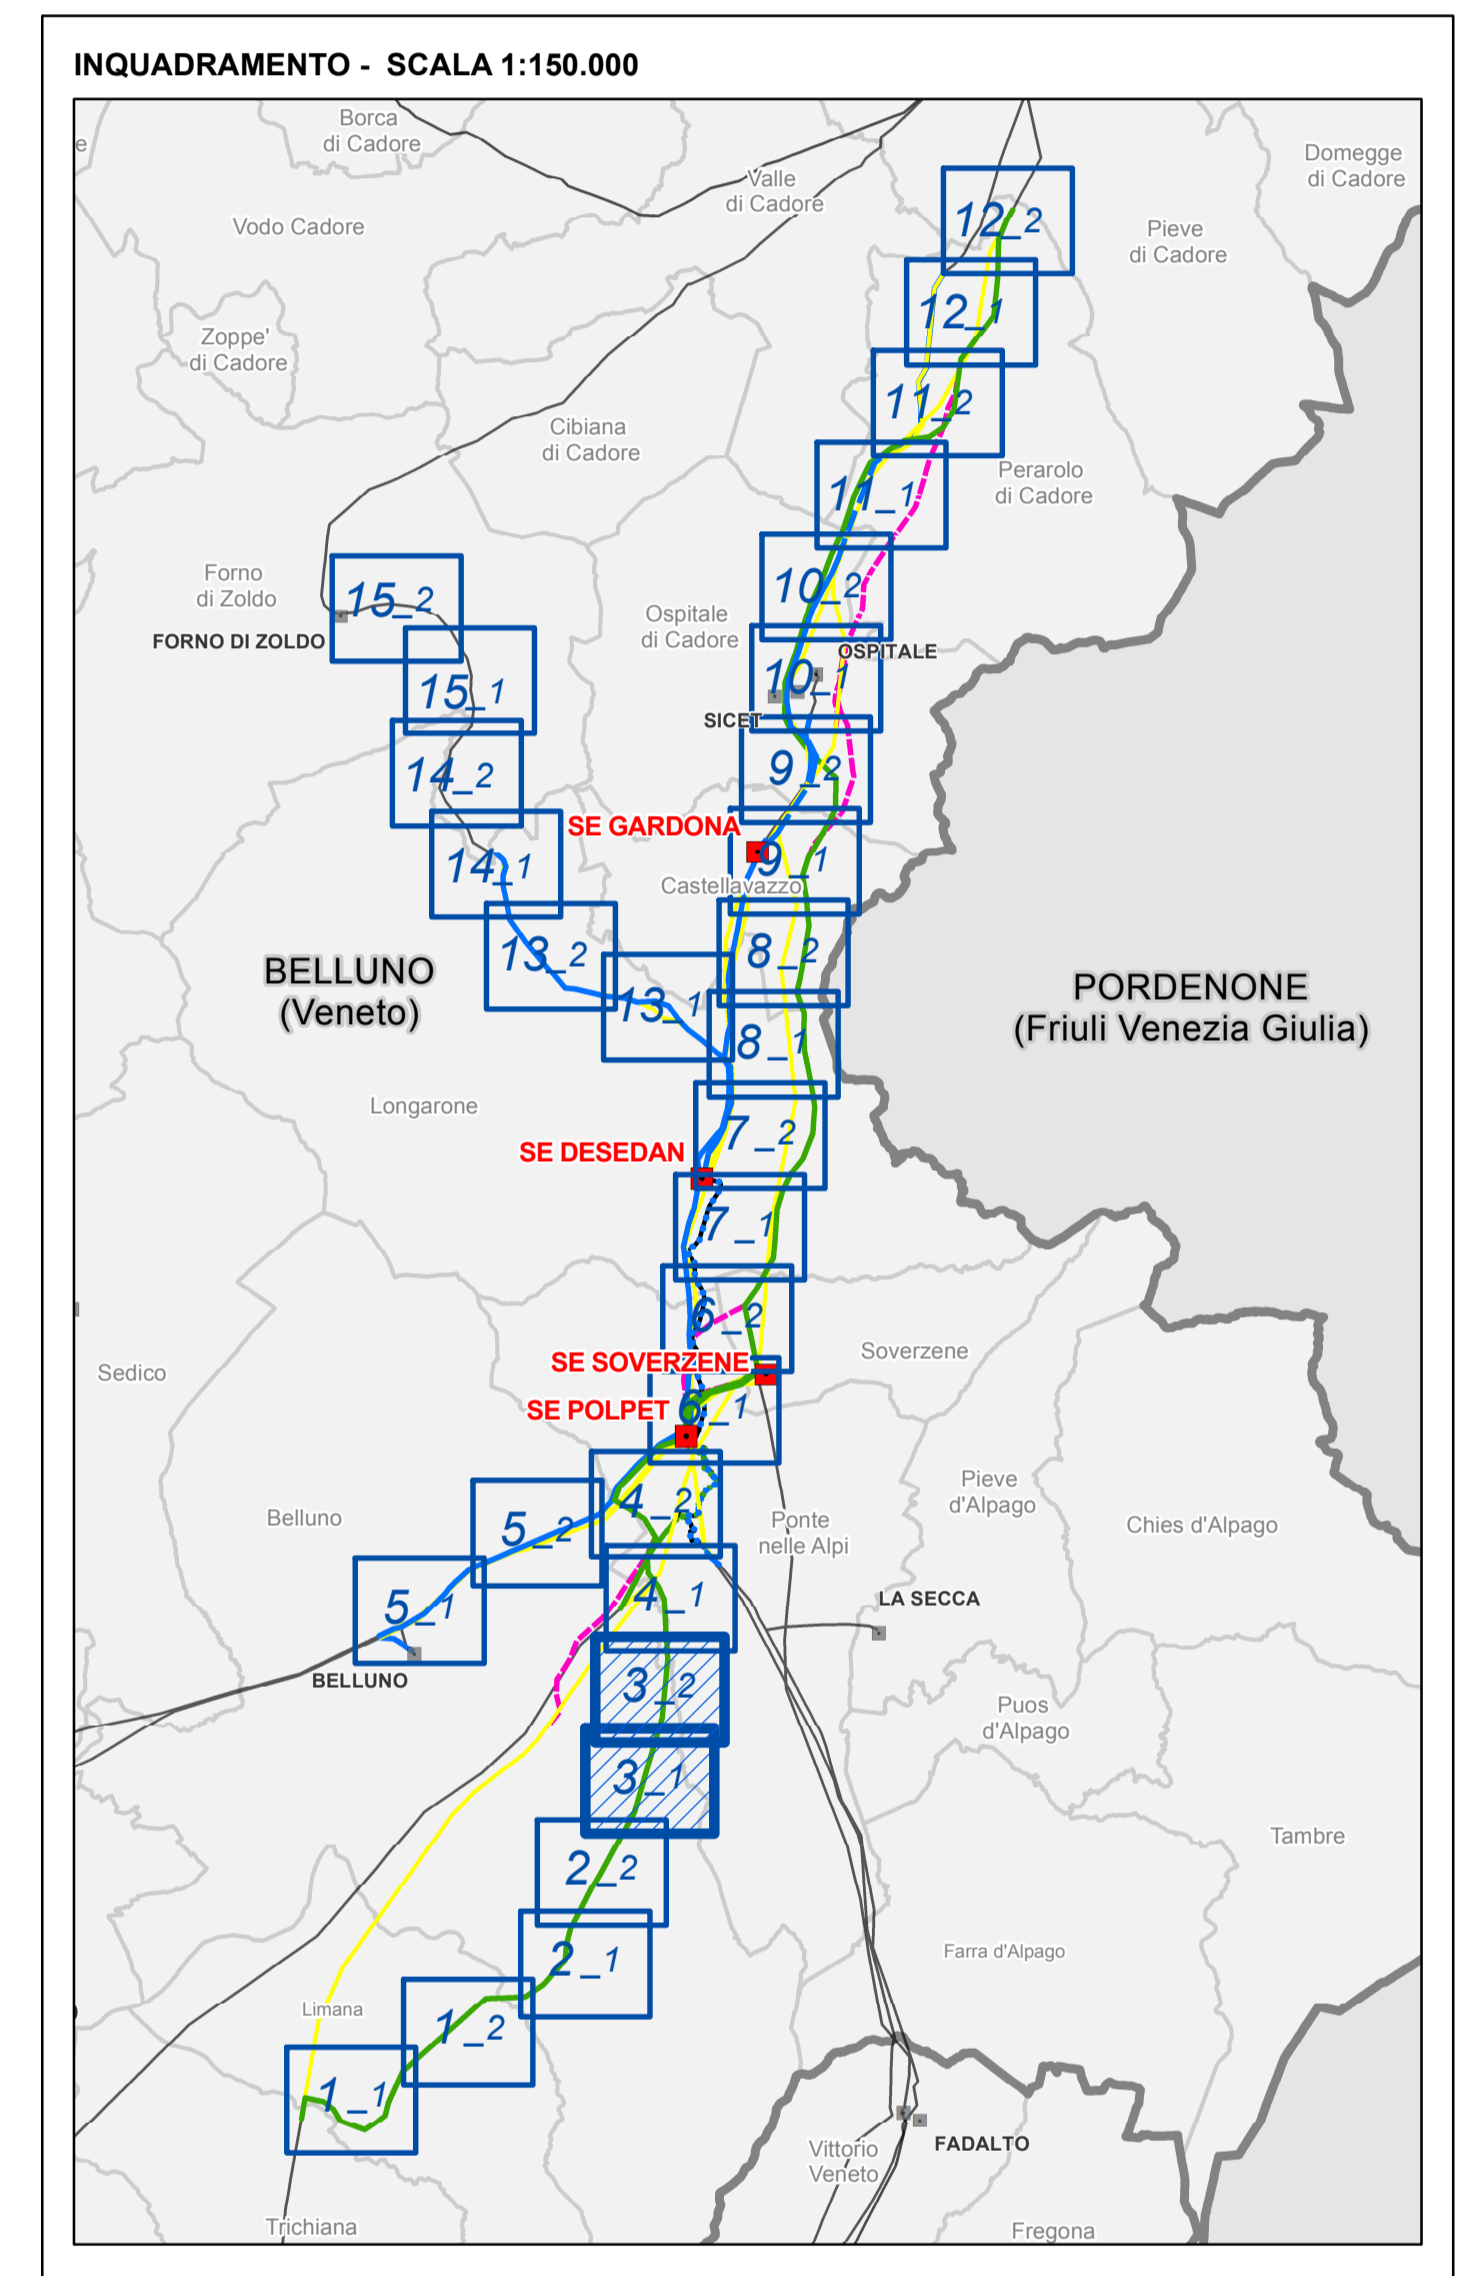 INQUADRAMENTO - SCALA 1:150.000
Borca
di Cadore
e
Domegge
di Cadore
Valle
di Cadore
Vodo Cadore
12_2
Pieve
di Cadore
12_1
Zoppe'
di Cadore
11_2
Cibiana
di Cadore
Perarolo
di Cadore
11_1
Forno
di Zoldo
10_2
15_2
Ospitale
di Cadore
FORNO DI ZOLDO
OSPITALE
10_1
15_1
SICET
9_2
14_2
SE GARDONA
9_1
14_1
Castellavazzo
8_2
13_2
BELLUNO
(Veneto)
PORDENONE
(Friuli Venezia Giulia)
13_1
8_1
Longarone
7_2
SE DESEDAN
7_1
6_2
Soverzene
SE SOVERZENE
Sedico
SE POLPET
6_1
Pieve
d'Alpago
4_2
Belluno
5_2
Ponte
nelle Alpi
Chies d'Alpago
4_1
LA SECCA
5_1
BELLUNO
3_2
Puos
d'Alpago
3_1
Tambre
2_2
Farra d'Alpago
2_1
Limana
1_2
1_1
FADALTO
Vittorio
Veneto
Trichiana
Fregona